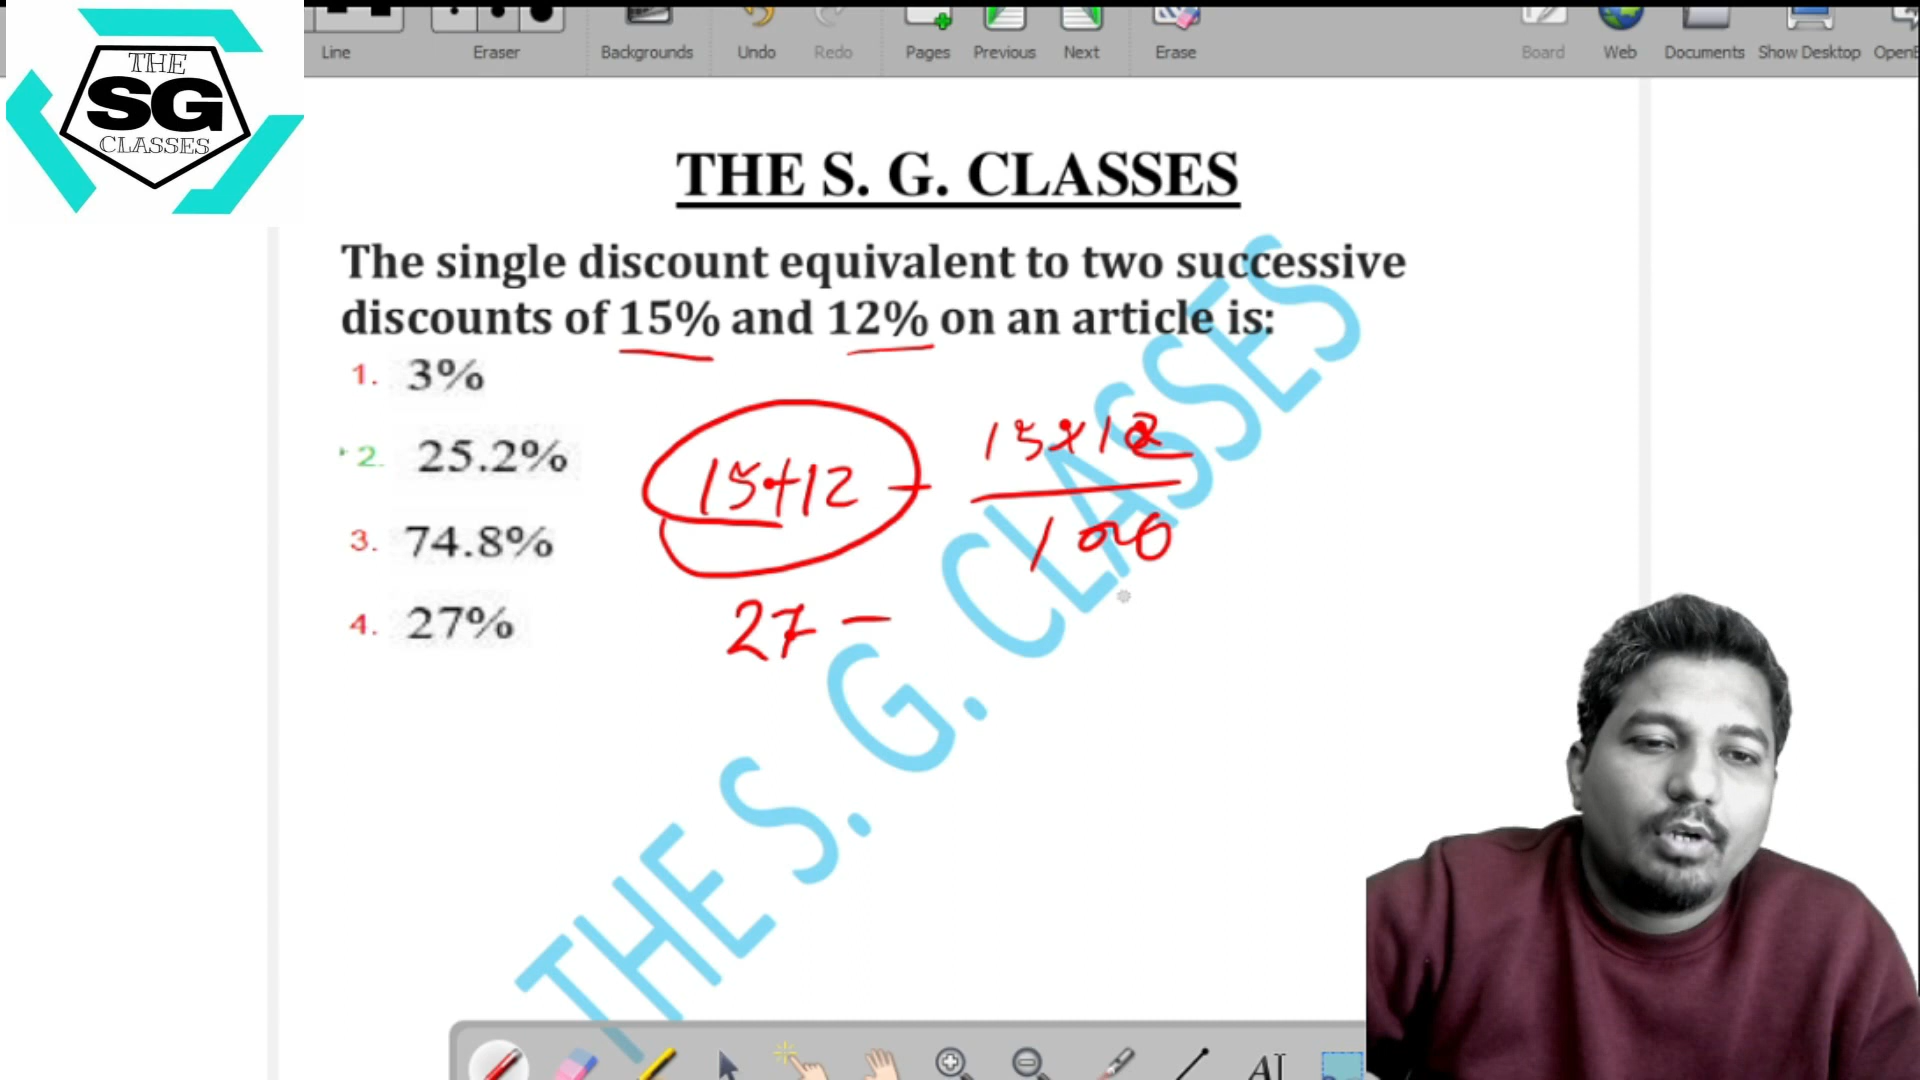 Line Eraser Backgrounds Undo Redo Pages Previous Next Erase Board Web Documents Show Desktop
THE
SG
CLASSES
THE S. G. CLASSES
The single discount equivalent to two successive
discounts of 15% and 12% on an article is:
1. 3%
2. 25.2%
3. 74.8%
4. 27%
15+12 - 15×12
100
27 -
THE S. G. CLASSES
AI